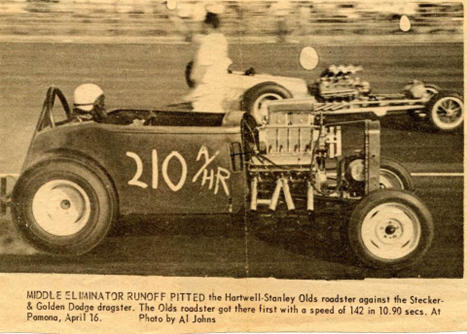 210 A/HR
MIDDLE ELIMINATOR RUNOFF PITTED the Hartwell-Stanley Olds roadster against the Stecker-
& Golden Dodge dragster. The Olds roadster got there first with a speed of 142 in 10.90 secs. At
Pomona, April 16. Photo by Al Johns